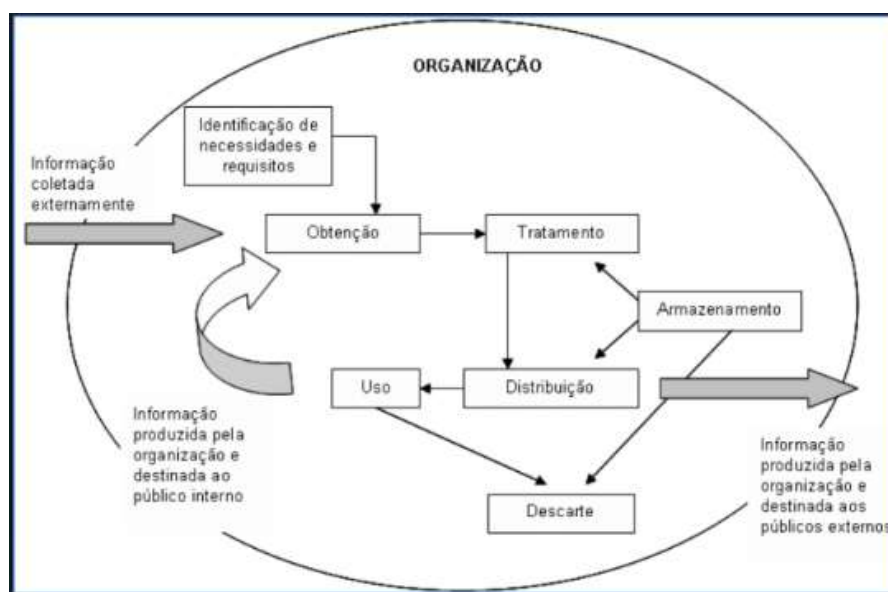 ORGANIZAÇÃO
Identificação de
necessidades e
requisitos
Informação
coletada
externamente
Obtenção
Tratamento
Armazenamento
Uso
Distribuição
Informação
produzida pela
organização e
destinada ao
público interno
Informação
produzida pela
organização e
destinada aos
públicos externos
Descarte